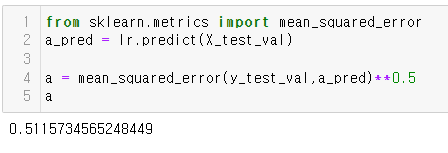 1 from sklearn.metrics import mean_squared_error
2 a_pred = lr.predict(X_test_val)
3
4 a = mean_squared_error(y_test_val,a_pred)**0.5
5 a
0.5115734565248449